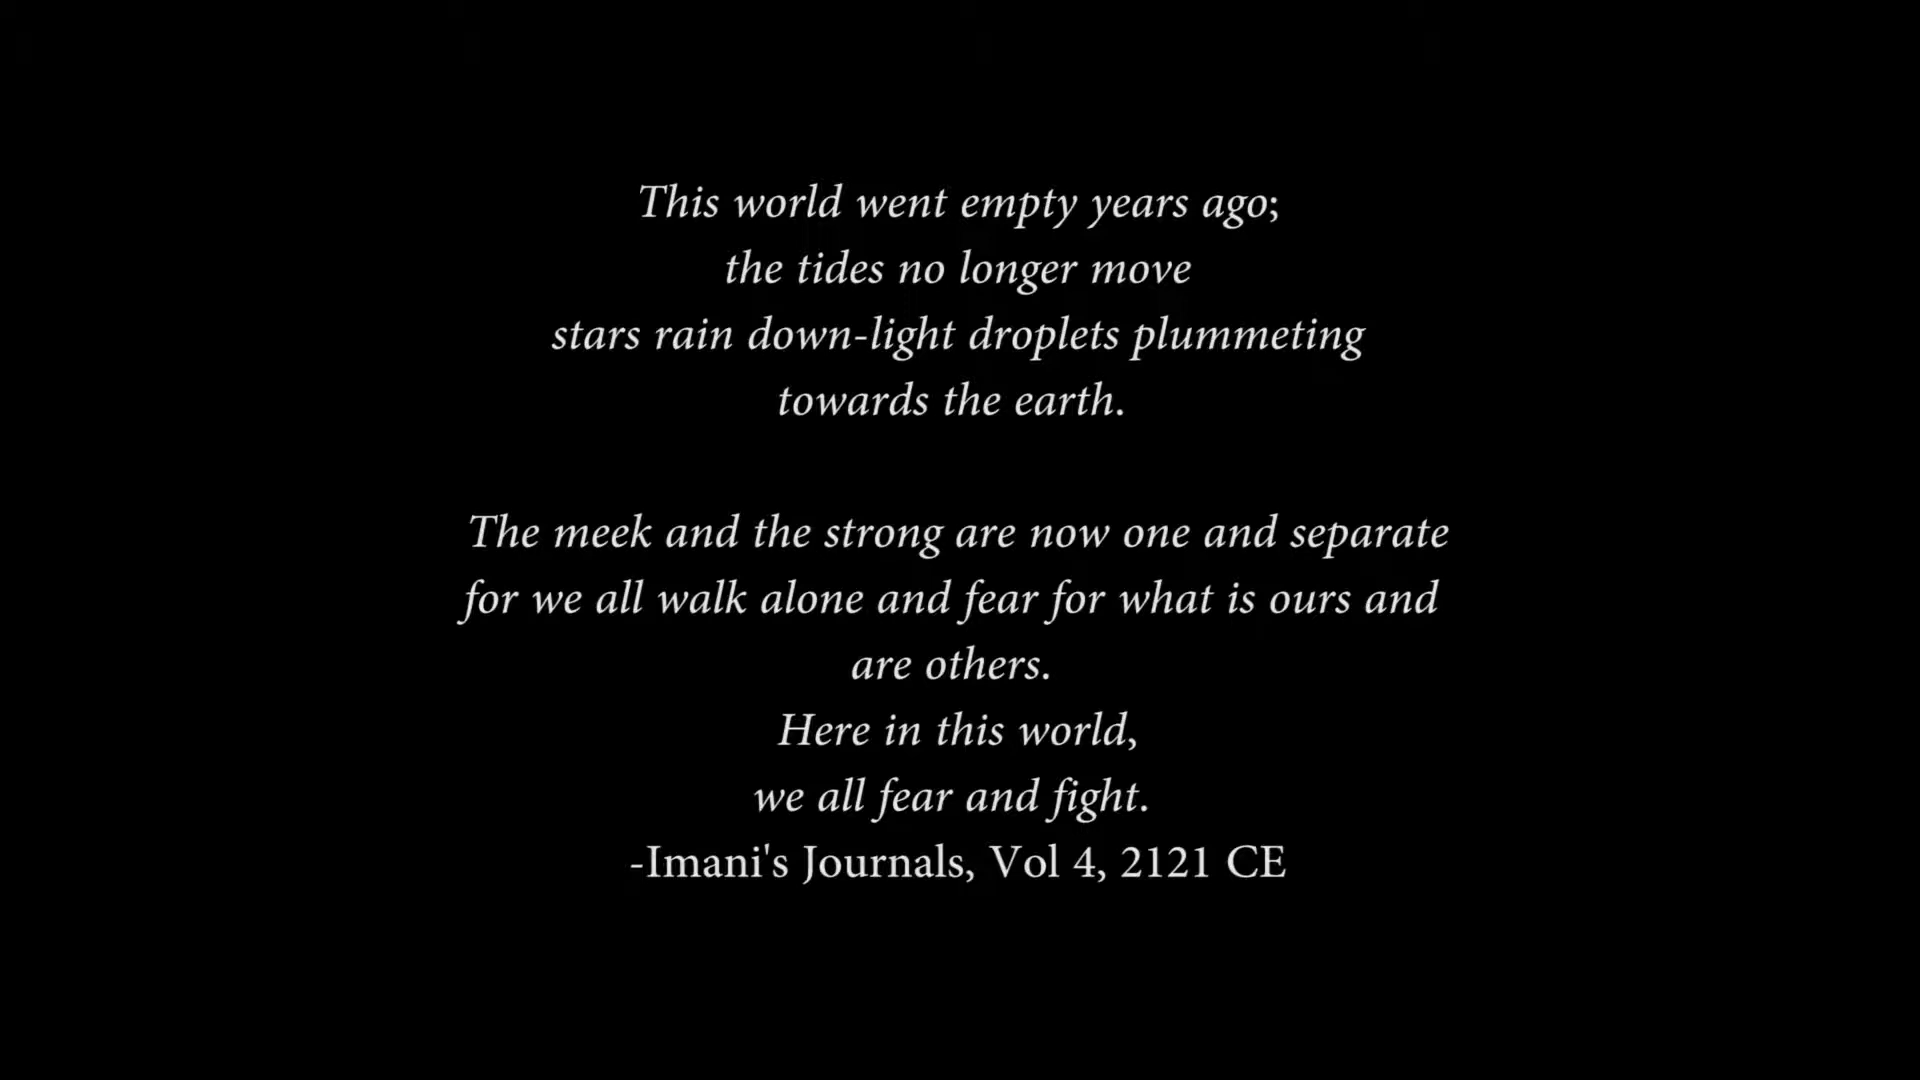 This world went empty years ago;
the tides no longer move
stars rain down-light droplets plummeting
towards the earth.
The meek and the strong are now one and separate
for we all walk alone and fear for what is ours and
are others.
Here in this world,
we all fear and fight.
-Imani's Journals, Vol 4, 2121 CE